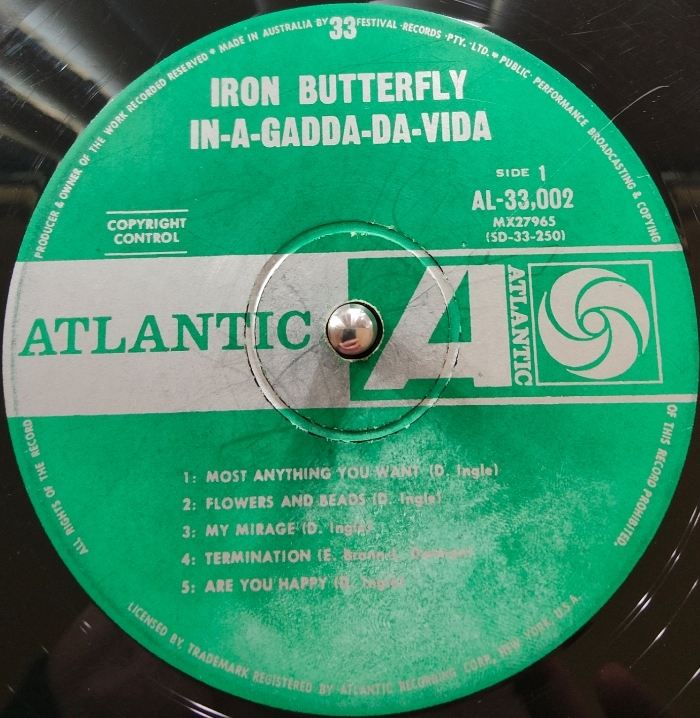 PRODUCER & OWNER OF THE WORK RECORDED RESERVED * MADE IN AUSTRALIA BY 33 FESTIVAL RECORDS PTY. LTD. * PUBLIC PERFORMANCE BROADCASTING & COPYING
IRON BUTTERFLY
IN-A-GADDA-DA-VIDA
SIDE 1
AL-33,002
MX27965
(SD-33-250)
COPYRIGHT
CONTROL
ATLANTIC
A
ATLANTIC
1: MOST ANYTHING YOU WANT (D. Ingle)
2: FLOWERS AND BEADS (D. Ingle)
3: MY MIRAGE (D. Ingle)
4: TERMINATION (E. Brann-L.
5: ARE YOU HAPPY (D. Ingle)
ALL RIGHTS OF THE RECORD
OF THIS RECORD PROHIBITED.
LICENSED BY, TRADEMARK REGISTERED BY ATLANTIC RECORDING CORP., NEW YORK, U.S.A.